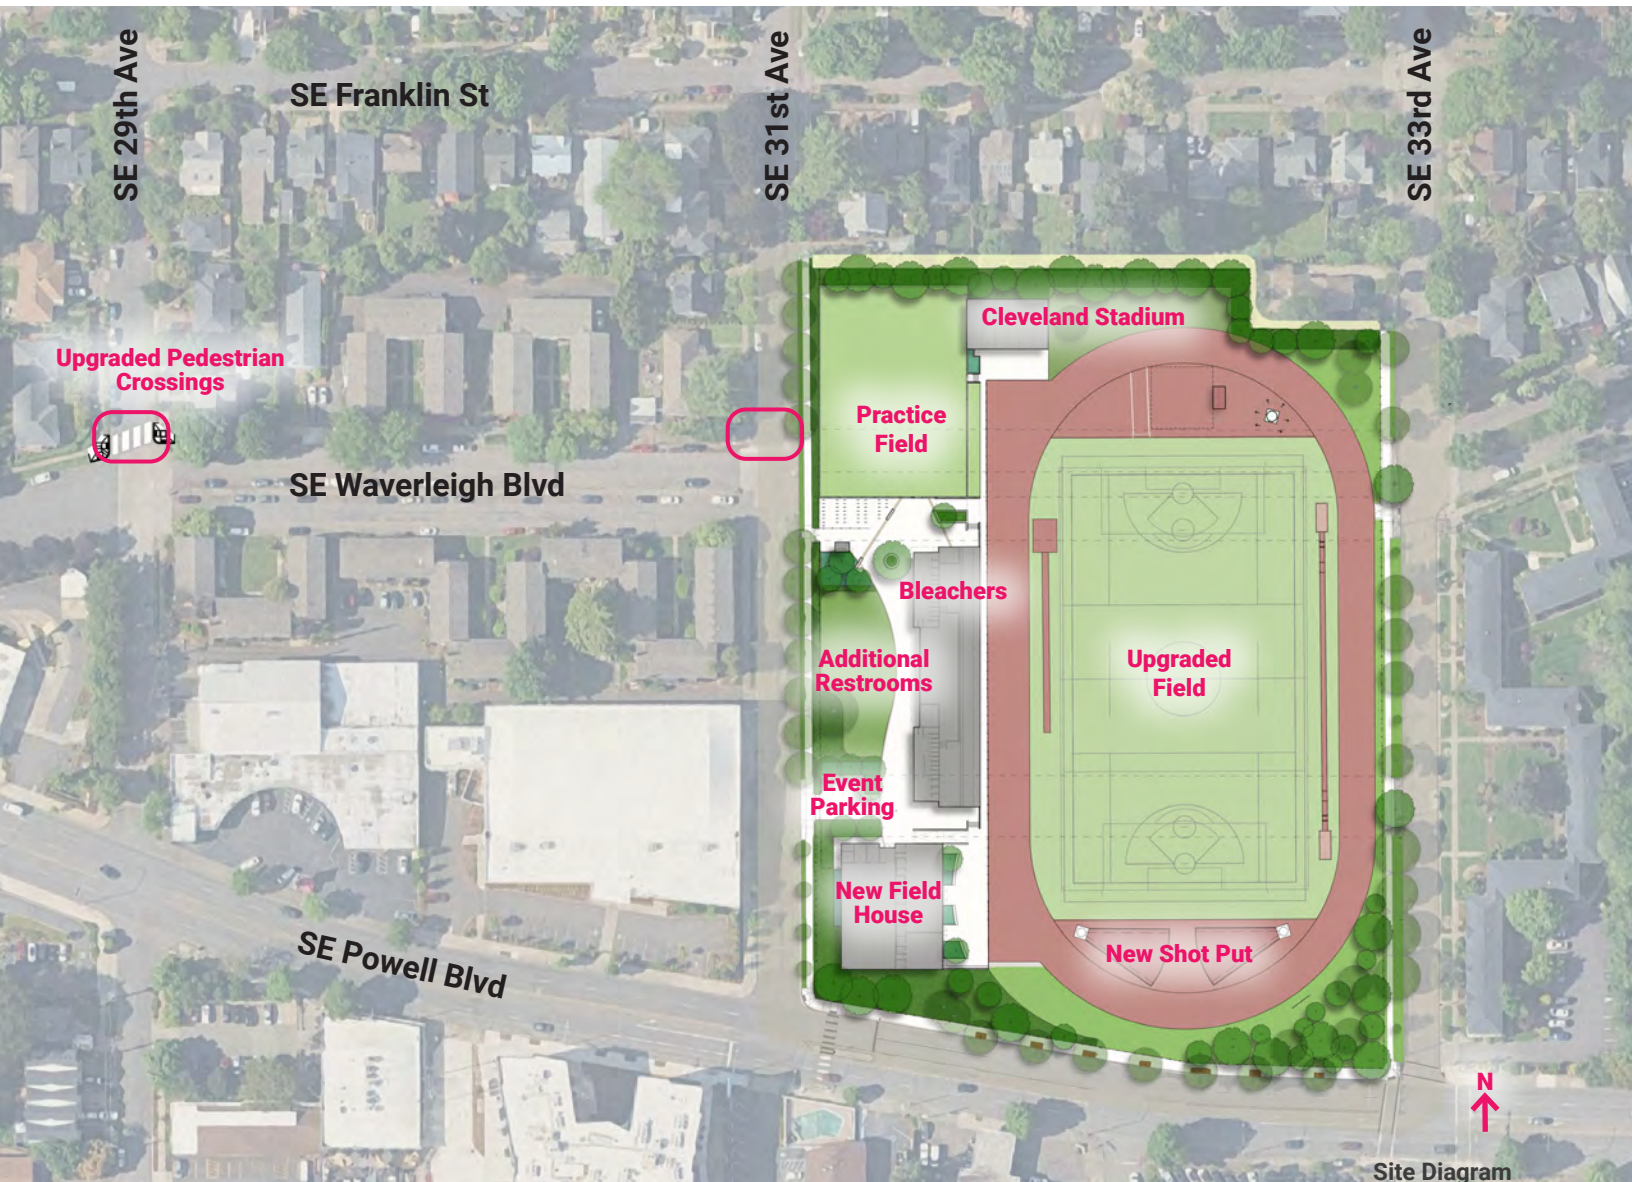 SE 29th Ave
SE Franklin St
SE 31st Ave
SE 33rd Ave
Cleveland Stadium
Upgraded Pedestrian
Crossings
Practice
Field
SE Waverleigh Blvd
Bleachers
Additional
Restrooms
Upgraded
Field
Event
Parking
New Field
House
SE Powell Blvd
New Shot Put
N
Site Diagram